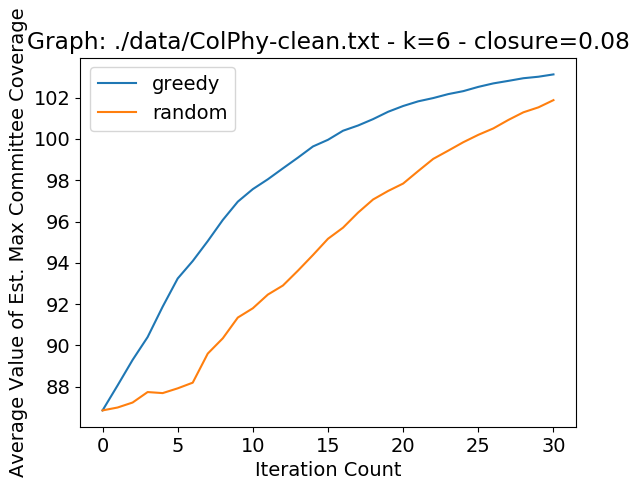 Graph: ./data/ColPhy-clean.txt - k=6 - closure=0.08
greedy
random
Average Value of Est. Max Committee Coverage
102
100
98
96
94
92
90
88
0 5 10 15 20 25 30
Iteration Count